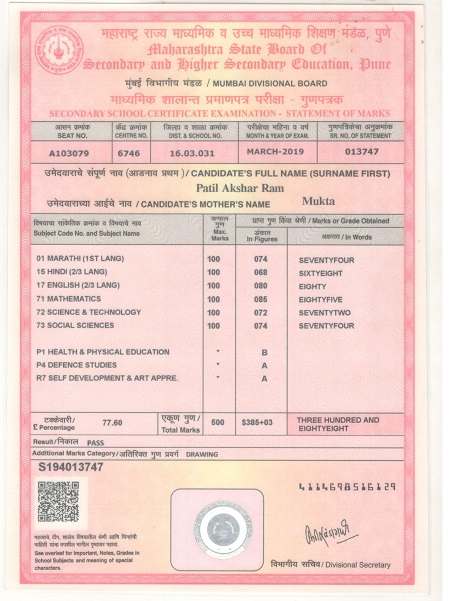 महाराष्ट्र राज्य माध्यमिक व उच्च माध्यमिक शिक्षण मंडळ, पुणे
Maharashtra State Board Of
Secondary and Higher Secondary Education, Pune
मुंबई विभागीय मंडळ / MUMBAI DIVISIONAL BOARD
माध्यमिक शालान्त प्रमाणपत्र परीक्षा - गुणपत्रक
SECONDARY SCHOOL CERTIFICATE EXAMINATION - STATEMENT OF MARKS
आसन क्रमांक केंद्र क्रमांक जिल्हा व शाळा क्रमांक परीक्षेचा महिना व वर्ष गुणपत्रिकेचा अनुक्रमांक
SEAT NO. CENTRE NO. DIST. & SCHOOL NO. MONTH & YEAR OF EXAM. SR. NO. OF STATEMENT
A103079 6746 16.03.031 MARCH-2019 013747
उमेदवाराचे संपूर्ण नाव (आडनाव प्रथम )/ CANDIDATE'S FULL NAME (SURNAME FIRST)
Patil Akshar Ram
उमेदवाराच्या आईचे नाव / CANDIDATE'S MOTHER'S NAME Mukta
विषयाचा सांकेतिक क्रमांक व विषयाचे नाव
Subject Code No. and Subject Name
कमाल गुण
Max. Marks
प्राप्त गुण किंवा श्रेणी / Marks or Grade Obtained
अंकात
In Figures
अक्षरात / In Words
01 MARATHI (1ST LANG) 100 074 SEVENTYFOUR
15 HINDI (2/3 LANG) 100 068 SIXTYEIGHT
17 ENGLISH (2/3 LANG) 100 080 EIGHTY
71 MATHEMATICS 100 085 EIGHTYFIVE
72 SCIENCE & TECHNOLOGY 100 072 SEVENTYTWO
73 SOCIAL SCIENCES 100 074 SEVENTYFOUR
P1 HEALTH & PHYSICAL EDUCATION * B
P4 DEFENCE STUDIES * A
R7 SELF DEVELOPMENT & ART APPRE. * A
टक्केवारी/ 77.60 एकूण गुण/ 500 $385+03 THREE HUNDRED AND
£ Percentage Total Marks EIGHTYEIGHT
Result/निकाल PASS
Additional Marks Category/अतिरिक्त गुण प्रवर्ग DRAWING
S194013747
4114698516129
See overleaf for Important, Notes, Grades in
School Subjects and meaning of special
characters.
विभागीय सचिव/ Divisional Secretary